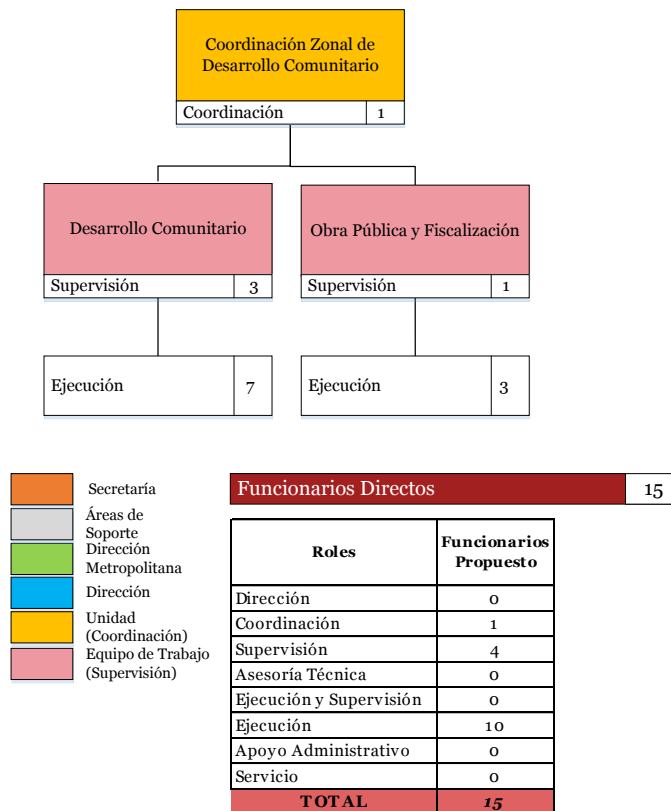 Coordinación Zonal de
Desarrollo Comunitario
Coordinación 1
Desarrollo Comunitario
Supervisión 3
Obra Pública y Fiscalización
Supervisión 1
Ejecución 7
Ejecución 3
Secretaría
Áreas de
Soporte
Dirección
Metropolitana
Dirección
Unidad
(Coordinación)
Equipo de Trabajo
(Supervisión)
Funcionarios Directos 15
Roles Funcionarios
Propuesto
Dirección 0
Coordinación 1
Supervisión 4
Asesoría Técnica 0
Ejecución y Supervisión 0
Ejecución 10
Apoyo Administrativo 0
Servicio 0
TOTAL 15